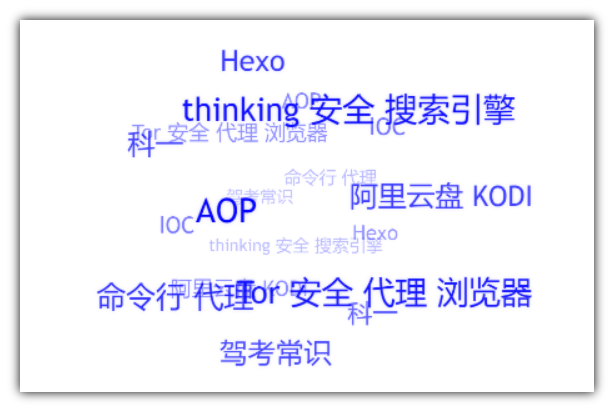 Hexo
AOP
thinking 安全 搜索引擎
IOC
Tor 安全 代理 浏览器
科一
命令行 代理
驾考常识
阿里云盘 KODI
AOP
IOC
Hexo
thinking 安全 搜索引擎
阿里云盘 KODI
命令行 代理
Tor 安全 代理 浏览器
科一
驾考常识